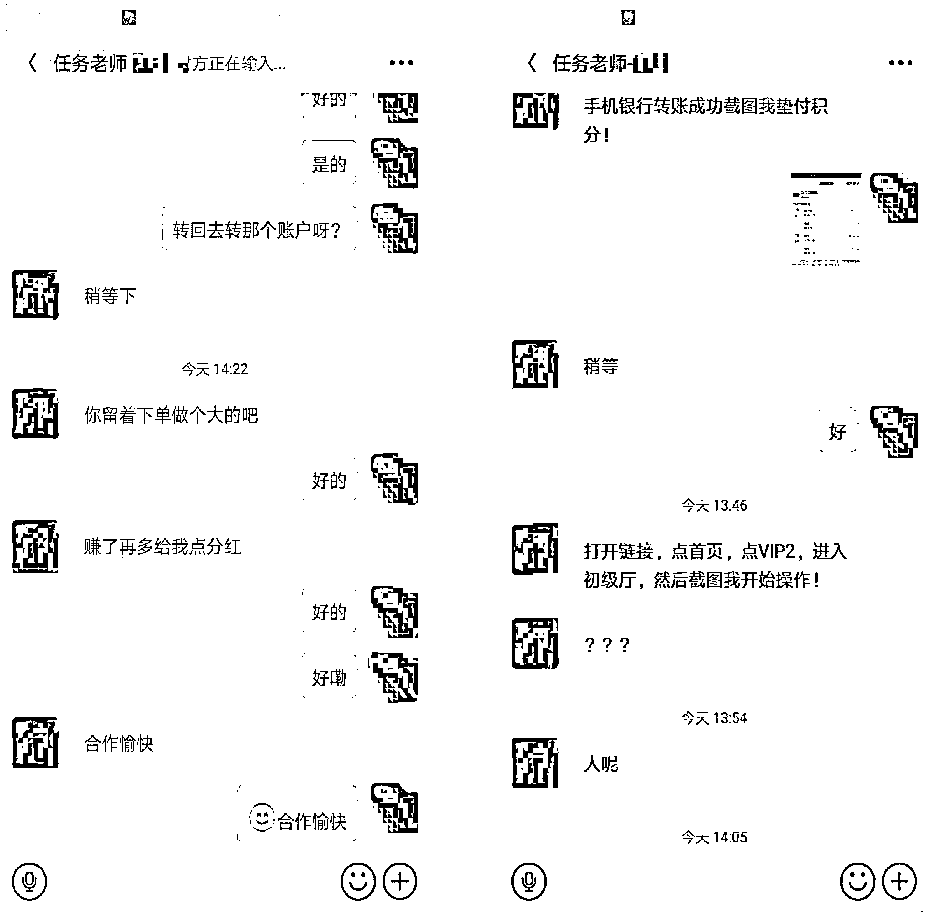 任务老师
对方正在输入...
好的
是的
转回去转那个账户呀？
稍等下
今天 14:22
你留着下单做个大的吧
好的
赚了再多给我点分红
好的
好嘞
合作愉快
合作愉快
任务老师
手机银行转账成功截图我垫付积
分！
稍等
好
今天 13:46
打开链接，点首页，点VIP2，进入
初级厅，然后截图我开始操作！
？？？
今天 13:54
人呢
今天 14:05